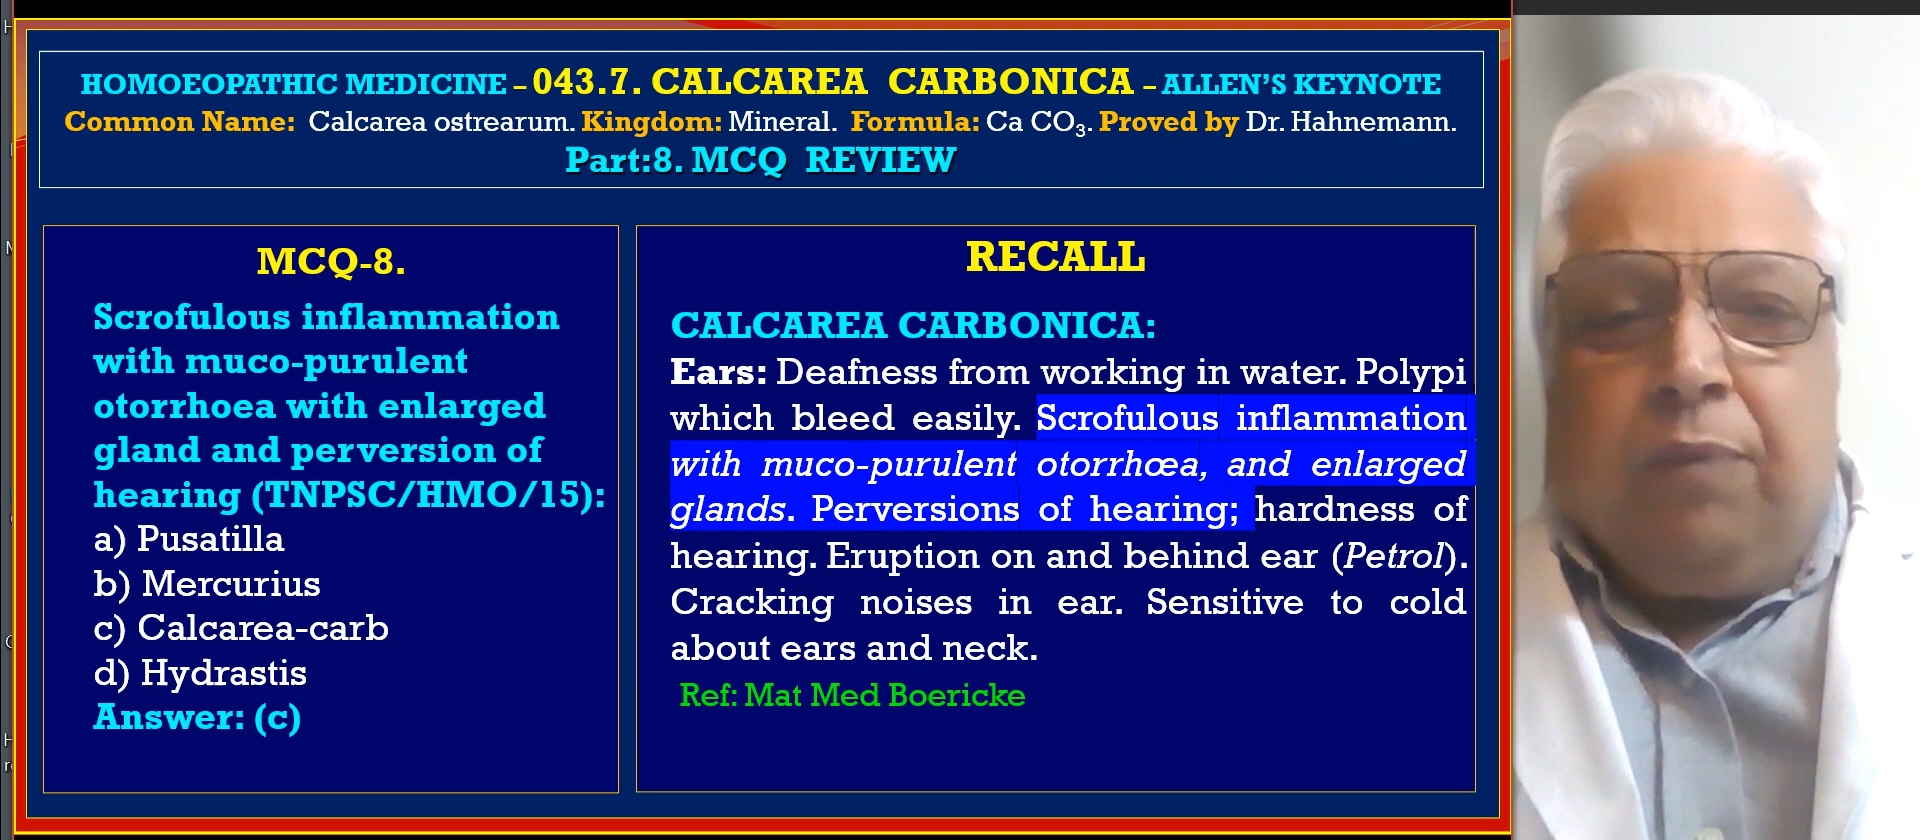 HOMOEOPATHIC MEDICINE – 043.7. CALCAREA CARBONICA – ALLEN'S KEYNOTE
Common Name: Calcarea ostrearum. Kingdom: Mineral. Formula: Ca CO₃. Proved by Dr. Hahnemann.
Part:8. MCQ REVIEW
MCQ-8.
Scrofulous inflammation
with muco-purulent
otorrhoea with enlarged
gland and perversion of
hearing (TNPSC/HMO/15):
a) Pusatilla
b) Mercurius
c) Calcarea-carb
d) Hydrastis
Answer: (c)
RECALL
CALCAREA CARBONICA:
Ears: Deafness from working in water. Polypi
which bleed easily. Scrofulous inflammation
with muco-purulent otorrhœa, and enlarged
glands. Perversions of hearing; hardness of
hearing. Eruption on and behind ear (Petrol).
Cracking noises in ear. Sensitive to cold
about ears and neck.
Ref: Mat Med Boericke